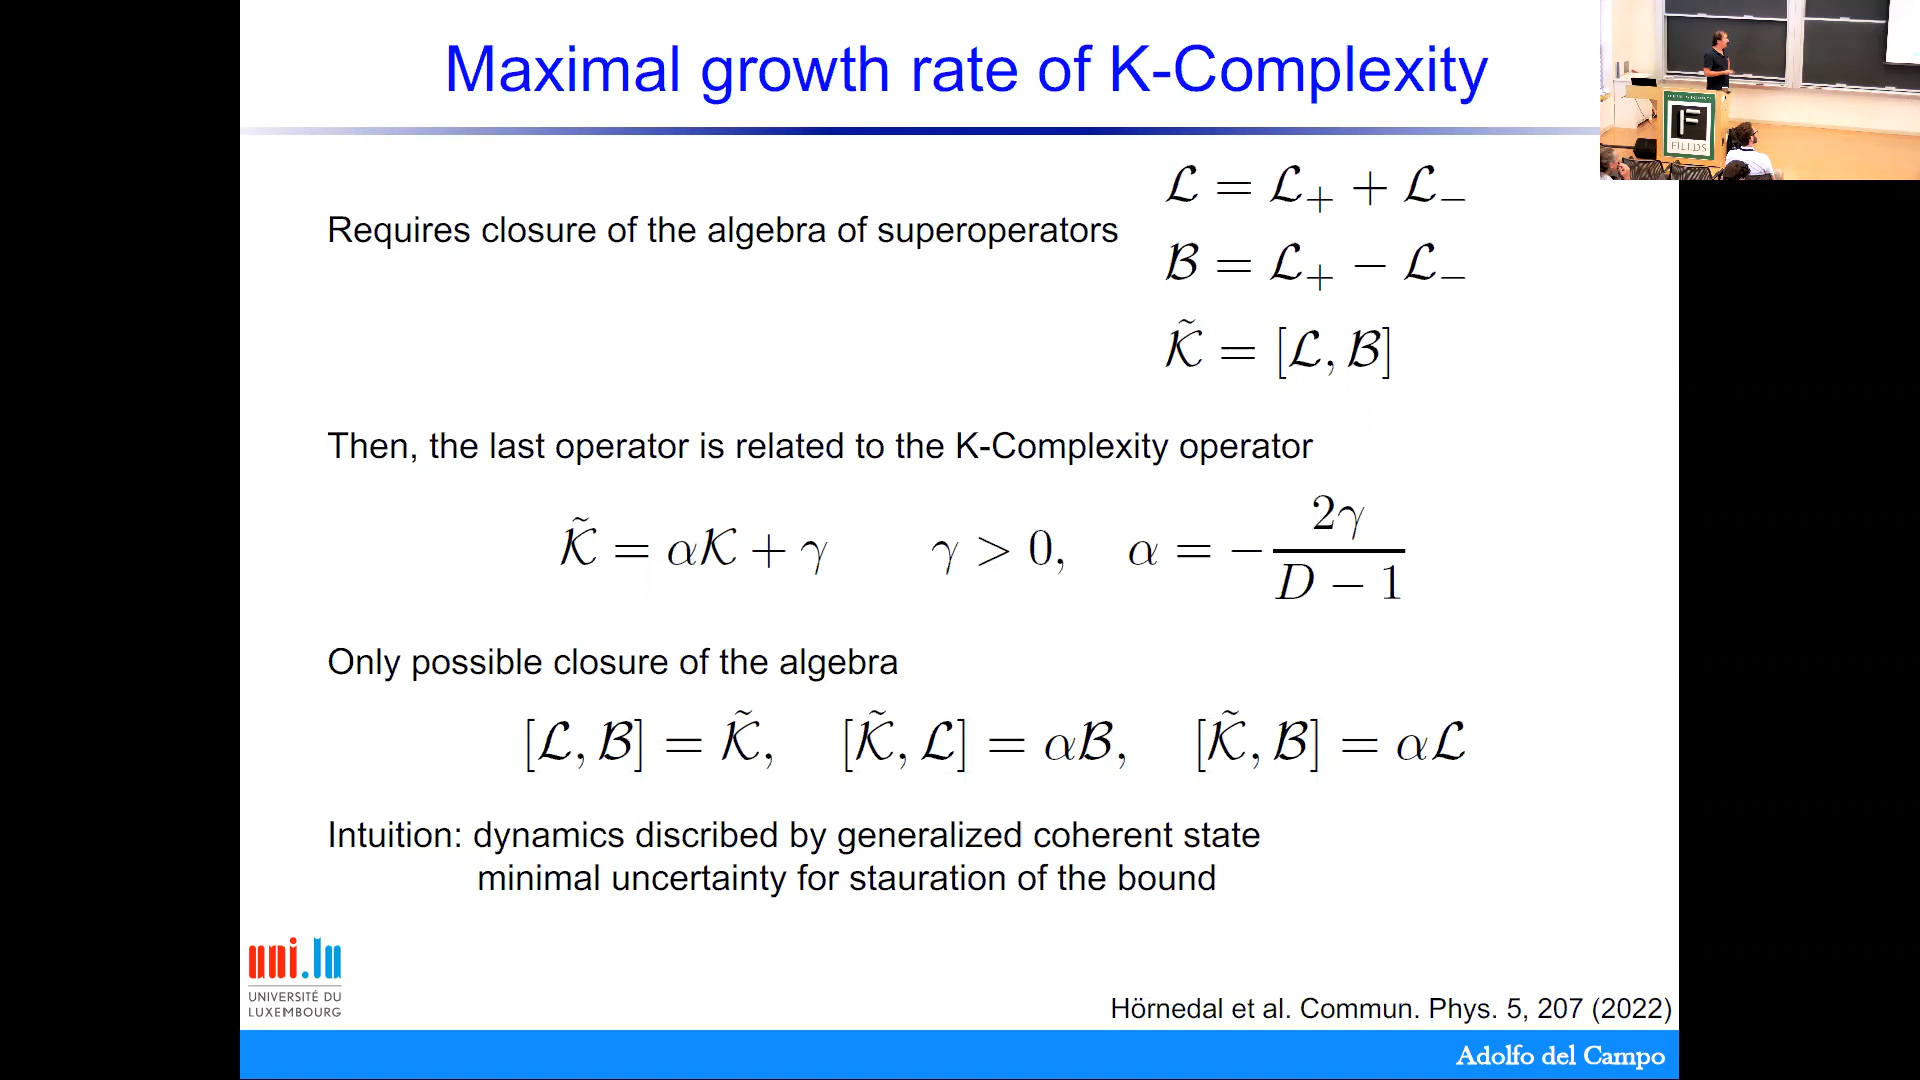 Maximal growth rate of K-Complexity
Requires closure of the algebra of superoperators
ℒ = ℒ₊ + ℒ₋
ℬ = ℒ₊ − ℒ₋
𝒦̃ = [ℒ, ℬ]
Then, the last operator is related to the K-Complexity operator
𝒦̃ = α𝒦 + γ    γ > 0,    α = − 2γ / (D − 1)
Only possible closure of the algebra
[ℒ, ℬ] = 𝒦̃,    [𝒦̃, ℒ] = αℬ,    [𝒦̃, ℬ] = αℒ
Intuition: dynamics discribed by generalized coherent state
minimal uncertainty for stauration of the bound
uni.lu
UNIVERSITÉ DU
LUXEMBOURG
Hörnedal et al. Commun. Phys. 5, 207 (2022)
Adolfo del Campo
F
FIELDS